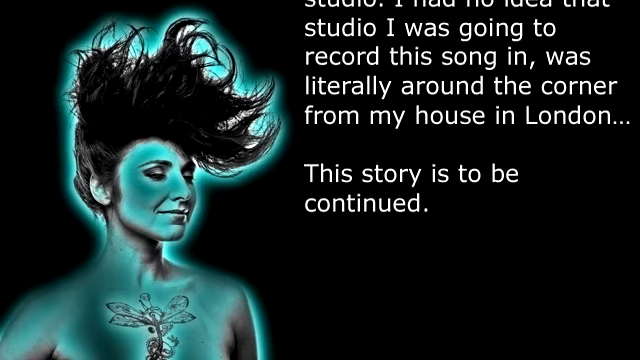 studio. I had no idea that
studio I was going to
record this song in, was
literally around the corner
from my house in London…
This story is to be
continued.